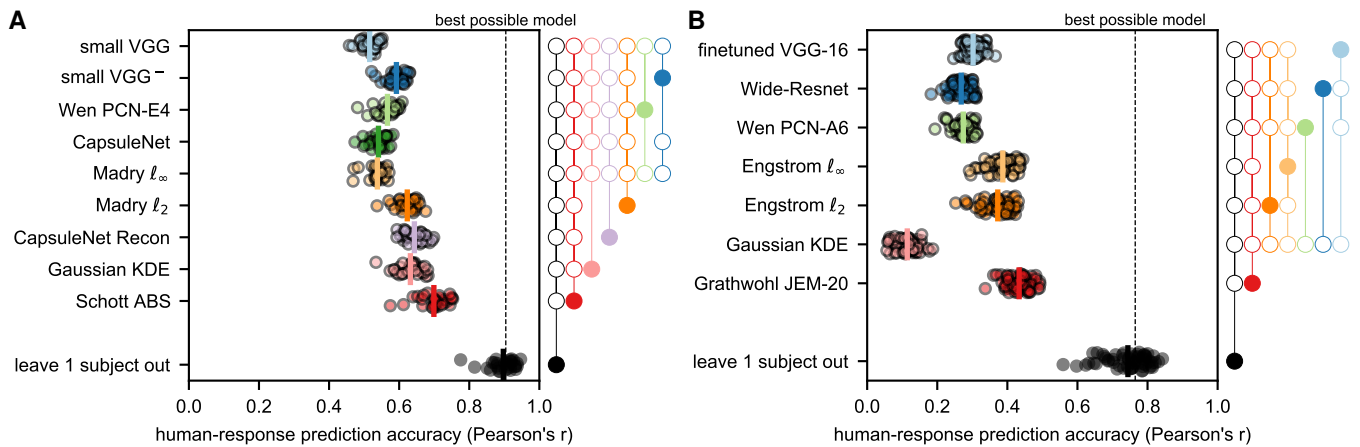 A
best possible model
small VGG
small VGG⁻
Wen PCN-E4
CapsuleNet
Madry ℓ∞
Madry ℓ2
CapsuleNet Recon
Gaussian KDE
Schott ABS
leave 1 subject out
0.0 0.2 0.4 0.6 0.8 1.0
human-response prediction accuracy (Pearson's r)
B
best possible model
finetuned VGG-16
Wide-Resnet
Wen PCN-A6
Engstrom ℓ∞
Engstrom ℓ2
Gaussian KDE
Grathwohl JEM-20
leave 1 subject out
0.0 0.2 0.4 0.6 0.8 1.0
human-response prediction accuracy (Pearson's r)